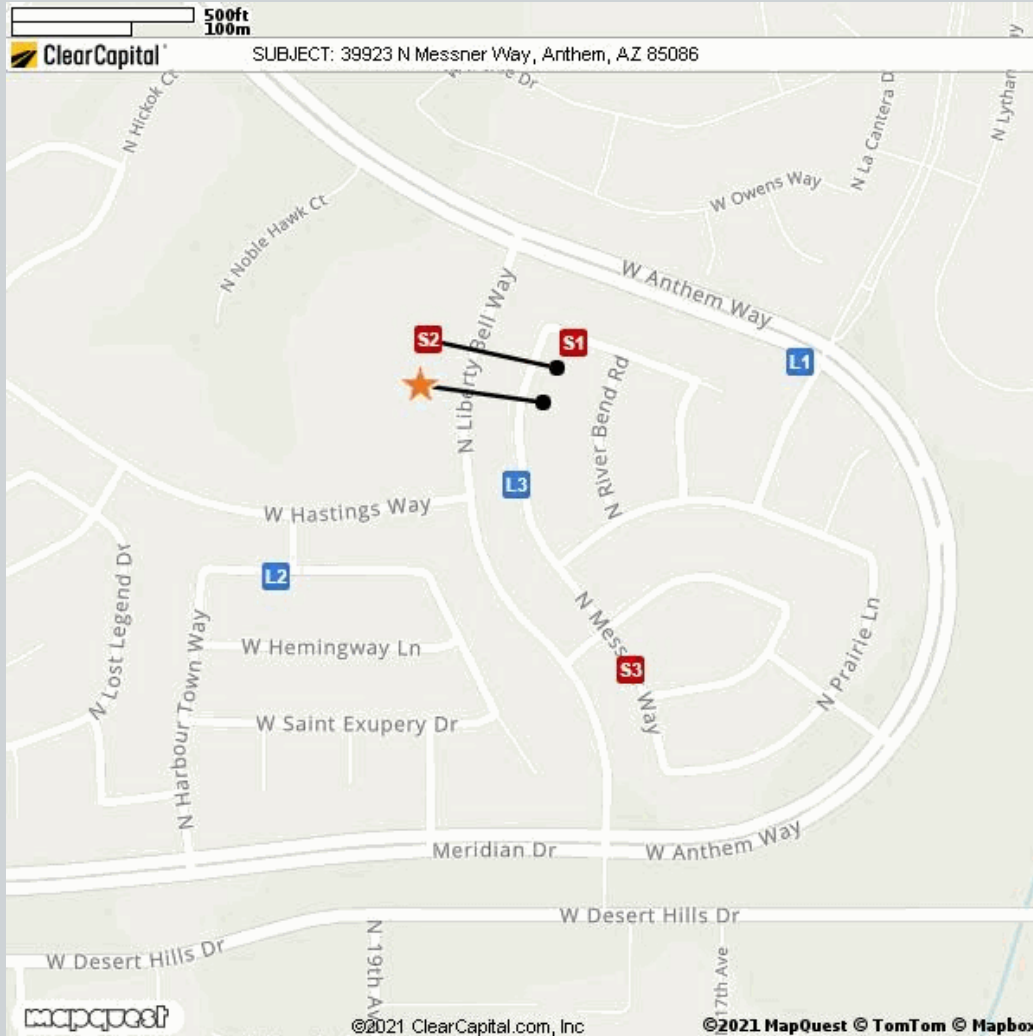 500ft
100m
ClearCapital
SUBJECT: 39923 N Messner Way, Anthem, AZ 85086
N Hickok Ct
N La Cantera D
N Lytham
W Owens Way
N Noble Hawk Ct
W Anthem Way
N Liberty Bell Way
S2
S1
L1
N River Bend Rd
L3
W Hastings Way
L2
N Lost Legend Dr
N Harbour Town Way
W Hemingway Ln
N Messner Way
S3
N Prairie Ln
W Saint Exupery Dr
Meridian Dr
W Anthem Way
W Desert Hills Dr
W Desert Hills Dr
N 19th Av
N 17th Ave
mapquest
©2021 ClearCapital.com, Inc
©2021 MapQuest © TomTom © Mapbox